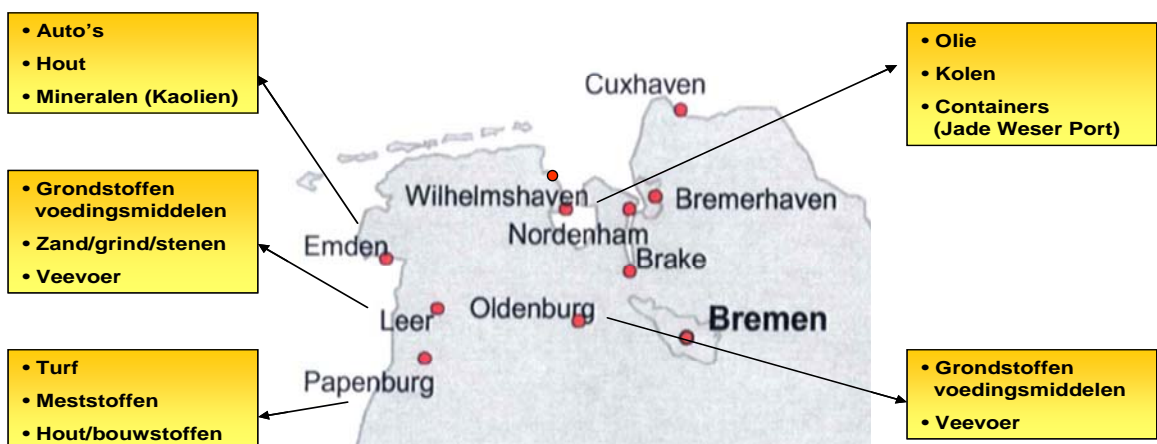 • Auto's
• Hout
• Mineralen (Kaolien)
• Grondstoffen
voedingsmiddelen
• Zand/grind/stenen
• Veevoer
• Turf
• Meststoffen
• Hout/bouwstoffen
Cuxhaven
Wilhelmshaven
Bremerhaven
Nordenham
Emden
Brake
Leer
Oldenburg
Bremen
Papenburg
• Olie
• Kolen
• Containers
(Jade Weser Port)
• Grondstoffen
voedingsmiddelen
• Veevoer